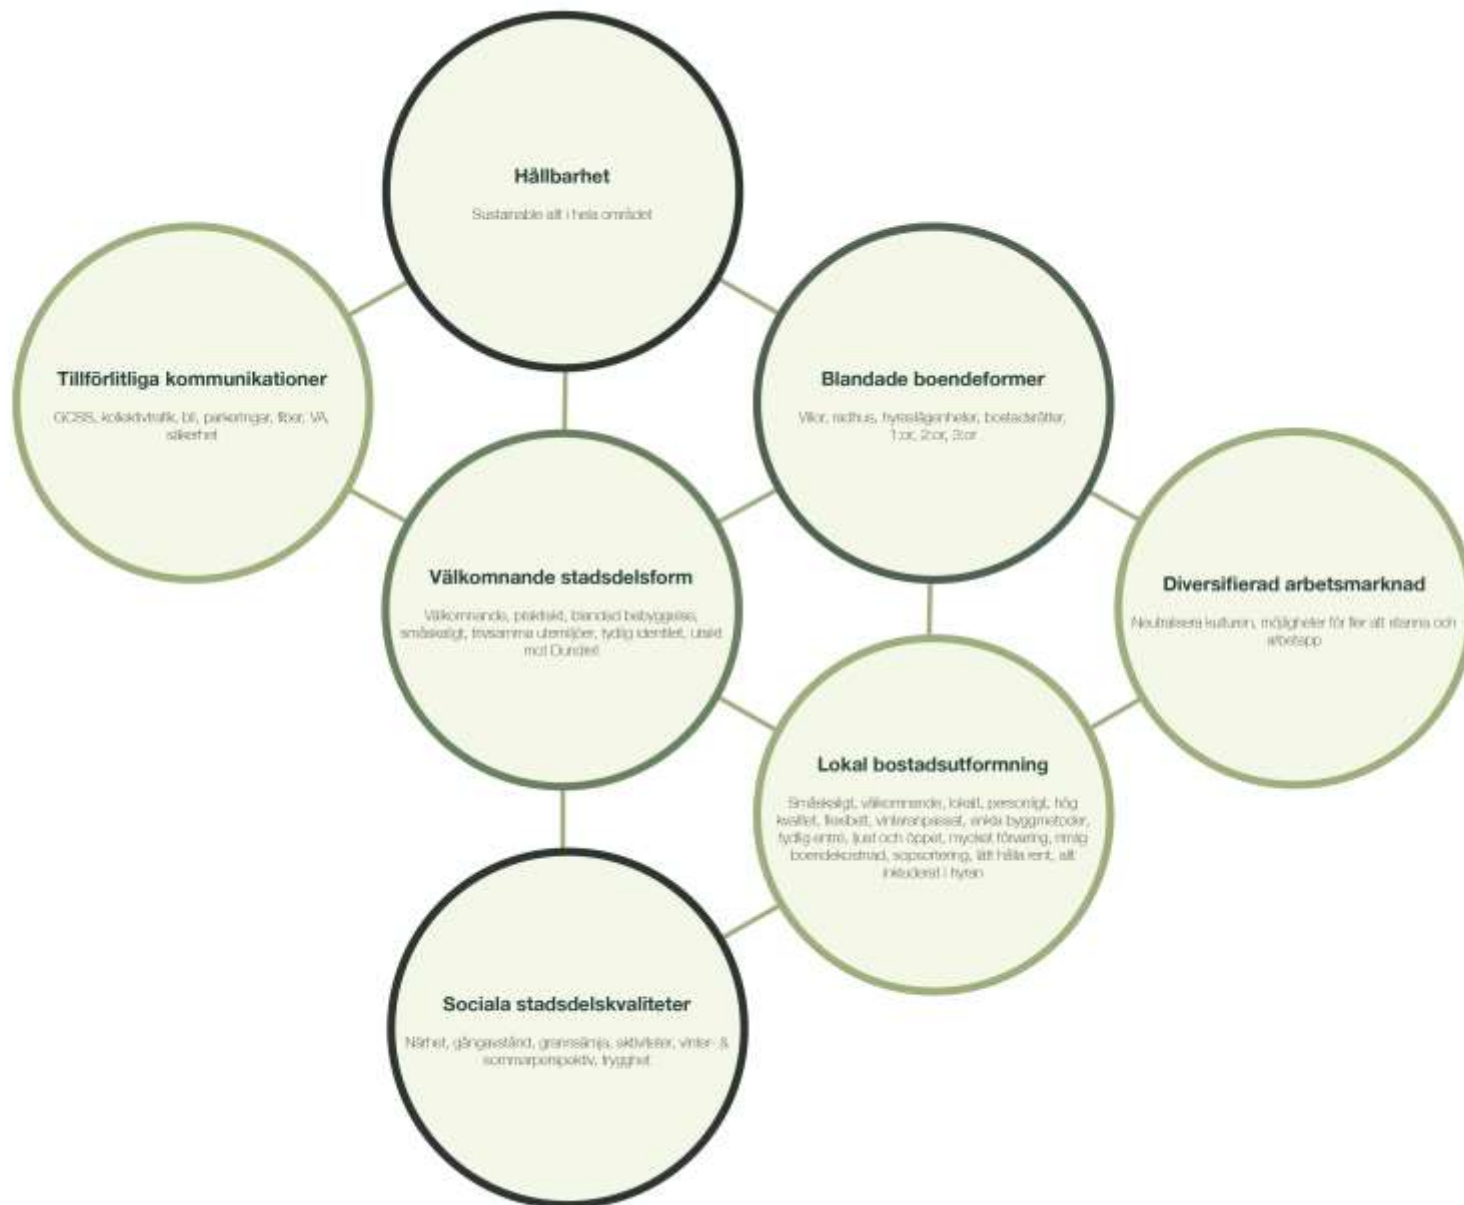 Hållbarhet
Sustainable allt i hela området
Tillförlitliga kommunikationer
kollektivtrafik, bil, parkeringar, fiber, VA,
säkerhet
Blandade boendeformer
Villor, radhus, hyreslägenheter, bostadsrätter,
1:or, 2:or, 3:or
Välkomnande stadsdelsform
Välkomnande, praktiskt, blandad bebyggelse,
småskaligt, trivsamma utemiljöer, tydlig identitet, utsikt
mot Dundret
Diversifierad arbetsmarknad
Neutralisera kulturen, möjligheter för fler att stanna och
Lokal bostadsutformning
Småskaligt, välkomnande, lokalt, personligt, hög
kvalitet, flexibelt, vinteranpassat, enkla byggmetoder,
tydlig entre, ljust och öppet, mycket förvaring, rimlig
boendekostnad, sopsortering, lätt hålla rent, allt
inkluderat i hyran
Sociala stadsdelskvaliteter
Närhet, gångavstånd, grannsämja, aktiviteter, vinter- &
sommarperspektiv, trygghet